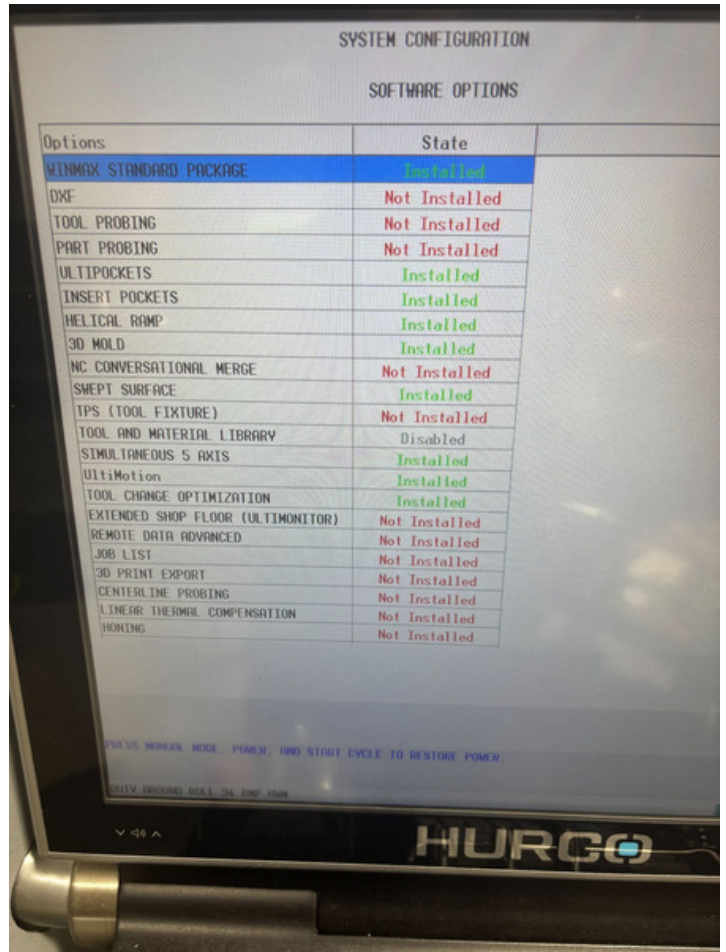 SYSTEM CONFIGURATION
SOFTWARE OPTIONS
Options State
WINMAX STANDARD PACKAGE Installed
DXF Not Installed
TOOL PROBING Not Installed
PART PROBING Not Installed
ULTIPOCKETS Installed
INSERT POCKETS Installed
HELICAL RAMP Installed
3D MOLD Installed
NC CONVERSATIONAL MERGE Not Installed
SWEPT SURFACE Installed
TPS (TOOL FIXTURE) Not Installed
TOOL AND MATERIAL LIBRARY Disabled
SIMULTANEOUS 5 AXIS Installed
UltiMotion Installed
TOOL CHANGE OPTIMIZATION Installed
EXTENDED SHOP FLOOR (ULTIMONITOR) Not Installed
REMOTE DATA ADVANCED Not Installed
JOB LIST Not Installed
3D PRINT EXPORT Not Installed
CENTERLINE PROBING Not Installed
LINEAR THERMAL COMPENSATION Not Installed
HONING Not Installed
PRESS MANUAL MODE, POWER, AND START CYCLE TO RESTORE POWER.
HURCO